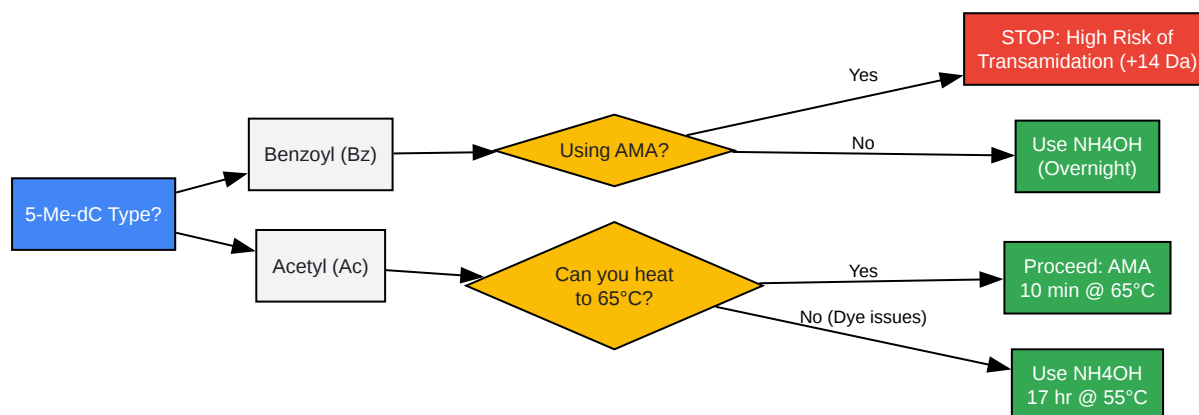 STOP: High Risk of
Transamidation (+14 Da)
Yes
Benzoyl (Bz)
Using AMA?
No
Use NH4OH
(Overnight)
5-Me-dC Type?
Acetyl (Ac)
Can you heat
to 65°C?
Yes
Proceed: AMA
10 min @ 65°C
No (Dye issues)
Use NH4OH
17 hr @ 55°C